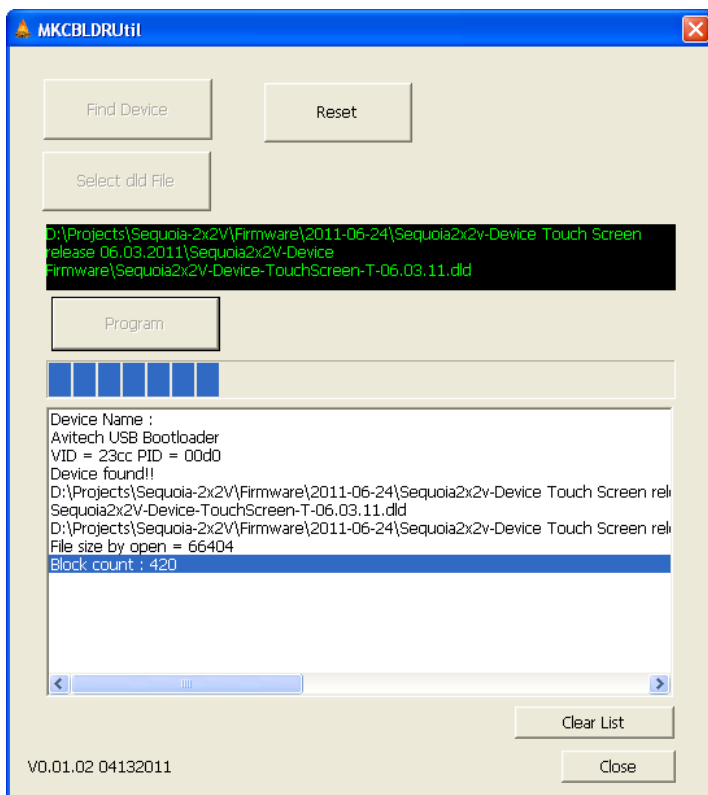 MKCBLDRUtil
Find Device
Reset
Select dld File
D:\Projects\Sequoia-2x2V\Firmware\2011-06-24\Sequoia2x2v-Device Touch Screen
release 06.03.2011\Sequoia2x2V-Device
Firmware\Sequoia2x2V-Device-TouchScreen-T-06.03.11.dld
Program
Device Name :
Avitech USB Bootloader
VID = 23cc PID = 00d0
Device found!!
D:\Projects\Sequoia-2x2V\Firmware\2011-06-24\Sequoia2x2v-Device Touch Screen rel
Sequoia2x2V-Device-TouchScreen-T-06.03.11.dld
D:\Projects\Sequoia-2x2V\Firmware\2011-06-24\Sequoia2x2v-Device Touch Screen rel
File size by open = 66404
Block count : 420
Clear List
V0.01.02 04132011
Close